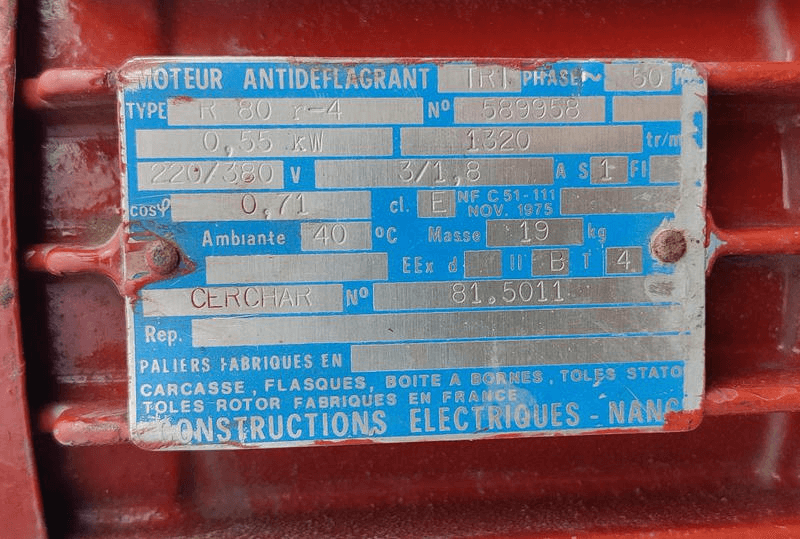 MOTEUR ANTIDEFLAGRANT TRI PHASE ~ 50
TYPE R 80 r-4 Nº 589958
0,55 kW 1320 tr/m
220/380 V 3/1,8 A S 1 FI
cosφ 0,71 cl. E NF C 51-111
NOV. 1975
Ambiante 40 ºC Masse 19 kg
EEx d II B T 4
CERCHAR Nº 81.5011
Rep.
PALIERS FABRIQUES EN
CARCASSE, FLASQUES, BOITE A BORNES, TOLES STATO
TOLES ROTOR FABRIQUES EN FRANCE
CONSTRUCTIONS ELECTRIQUES - NANC